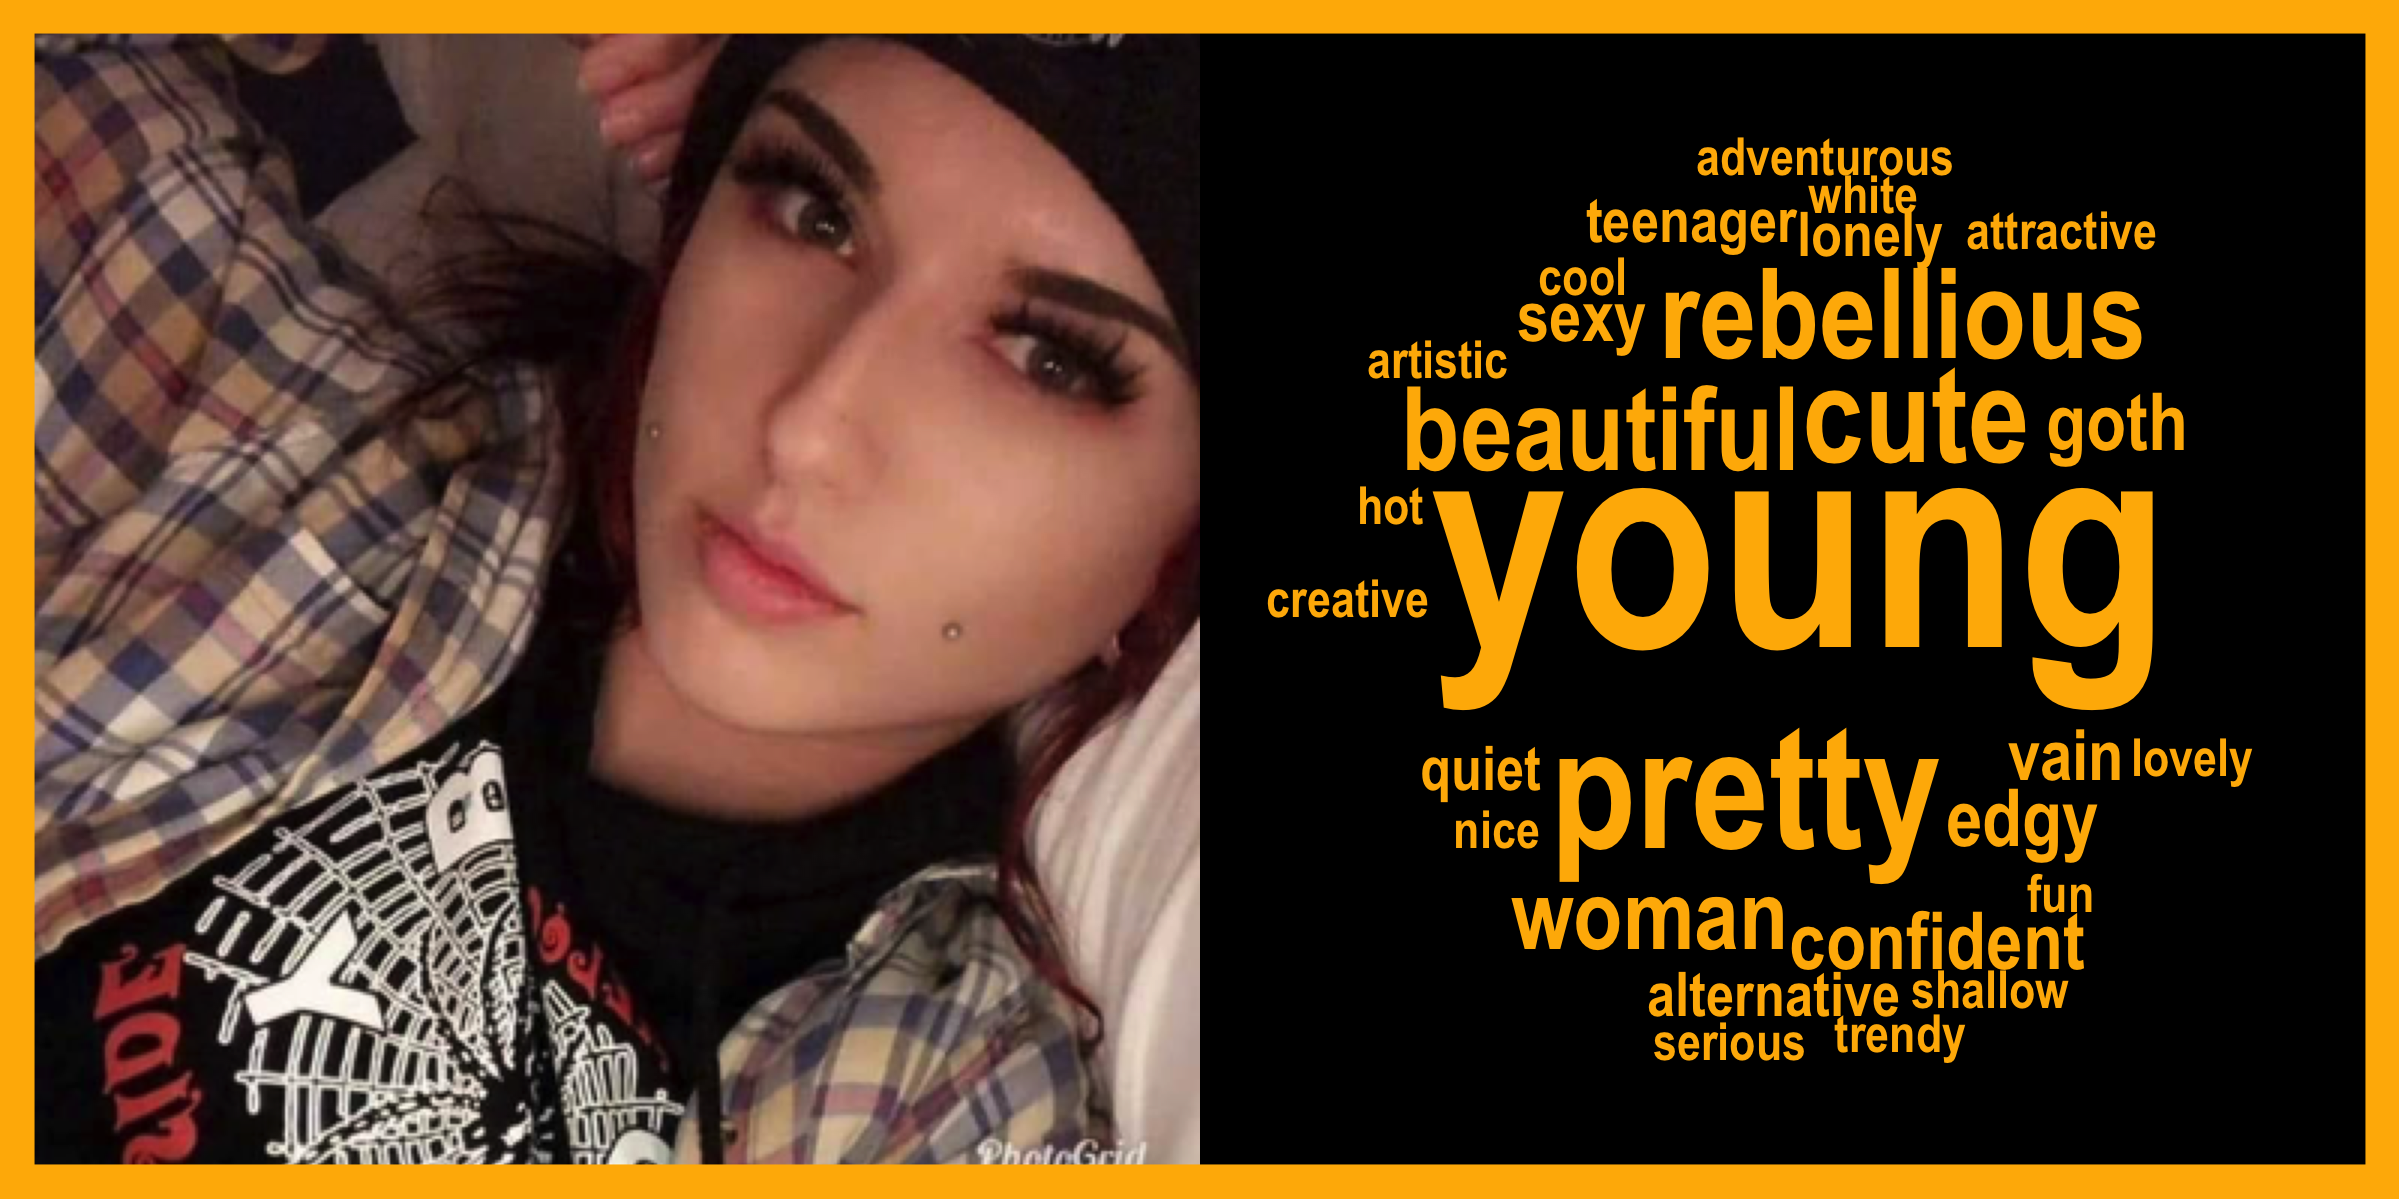 RIDE
B
Y
PhotoGrid
adventurous
white
teenager lonely attractive
cool
sexy rebellious
artistic
beautiful cute goth
hot young
creative
quiet pretty vain lovely
nice edgy
fun
woman confident
alternative shallow
serious trendy